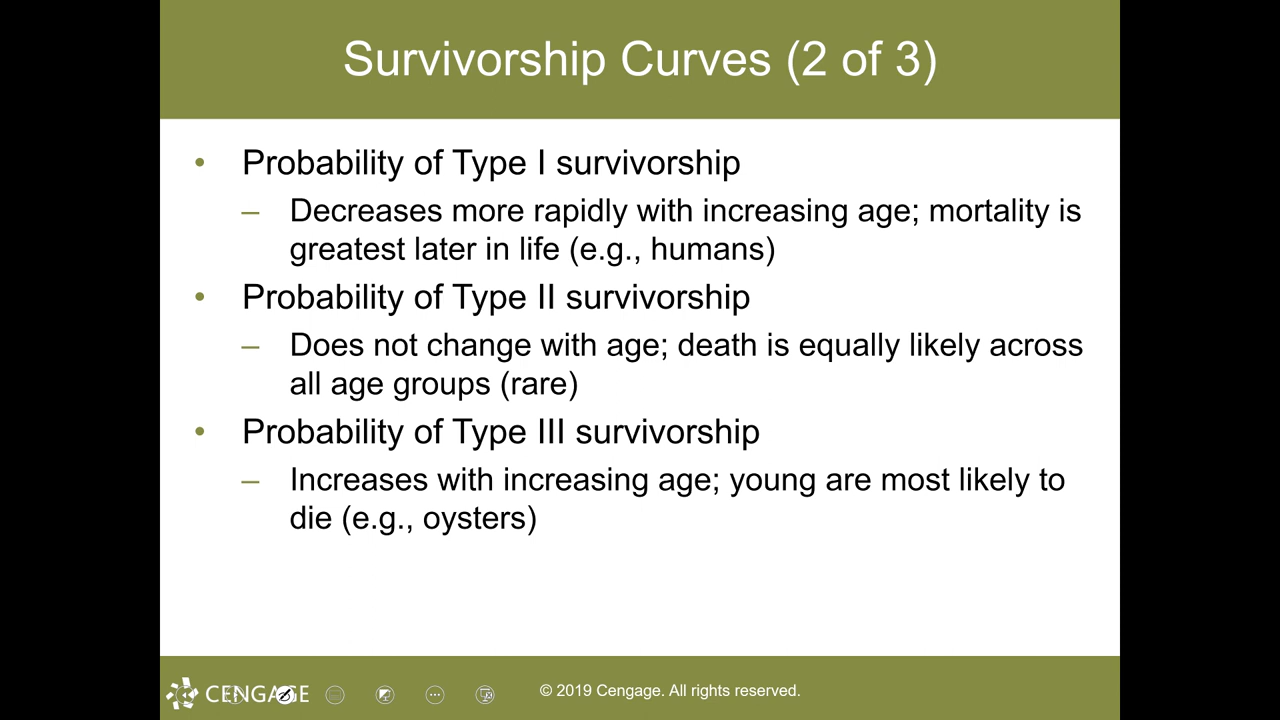 Survivorship Curves (2 of 3)
• Probability of Type I survivorship
– Decreases more rapidly with increasing age; mortality is
greatest later in life (e.g., humans)
• Probability of Type II survivorship
– Does not change with age; death is equally likely across
all age groups (rare)
• Probability of Type III survivorship
– Increases with increasing age; young are most likely to
die (e.g., oysters)
CENGAGE
© 2019 Cengage. All rights reserved.